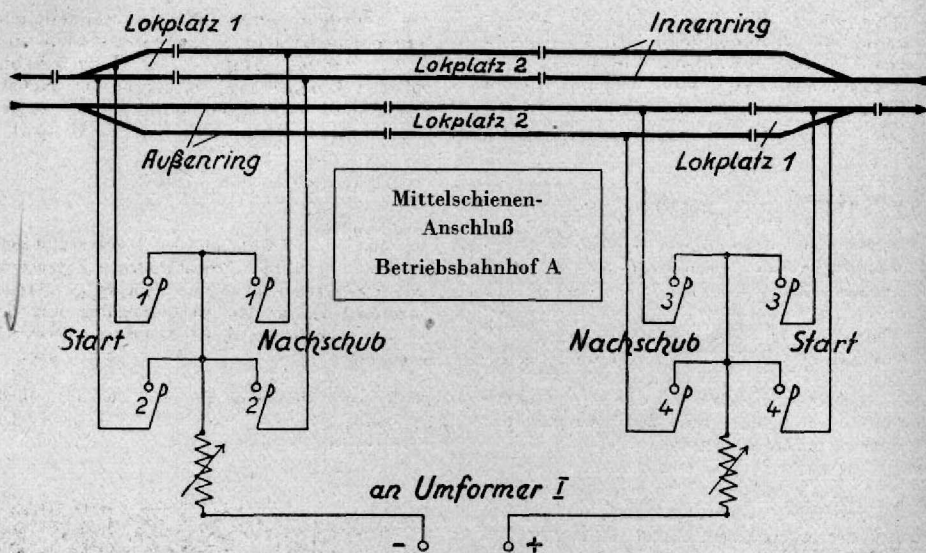 Lokplatz 1
Innenring
Lokplatz 2
Lokplatz 2
Außenring
Lokplatz 1
Mittelschienen-
Anschluß
Betriebsbahnhof A
1 1 3 3
Start Nachschub Nachschub Start
2 2 4 4
an Umformer I
- +